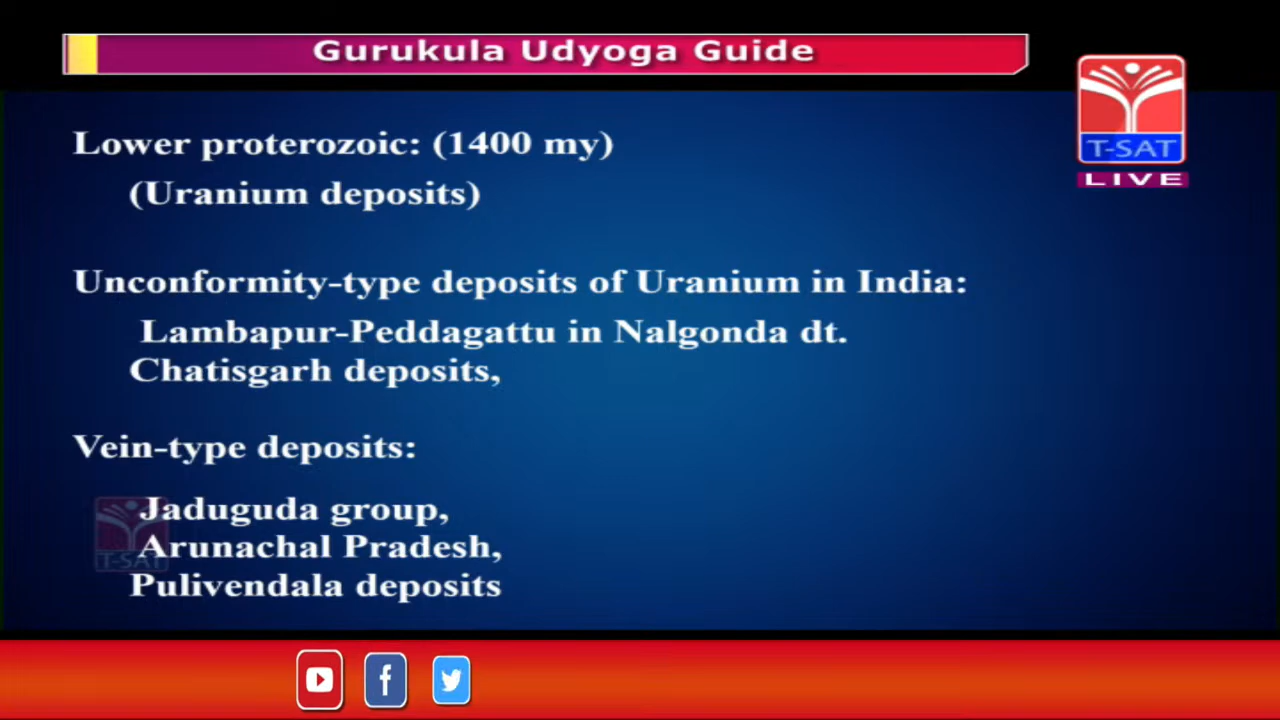 Gurukula Udyoga Guide
T-SAT
LIVE
Lower proterozoic: (1400 my)
(Uranium deposits)
Unconformity-type deposits of Uranium in India:
Lambapur-Peddagattu in Nalgonda dt.
Chatisgarh deposits,
Vein-type deposits:
Jaduguda group,
Arunachal Pradesh,
Pulivendala deposits
T-SAT